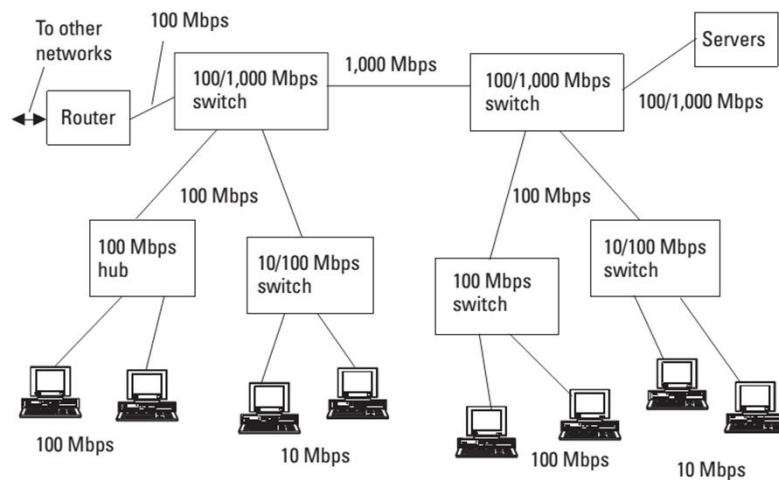 To other
networks
100 Mbps
Router
100/1,000 Mbps
switch
1,000 Mbps
100/1,000 Mbps
switch
Servers
100/1,000 Mbps
100 Mbps
100 Mbps
100 Mbps
hub
10/100 Mbps
switch
100 Mbps
switch
10/100 Mbps
switch
100 Mbps
10 Mbps
100 Mbps
10 Mbps